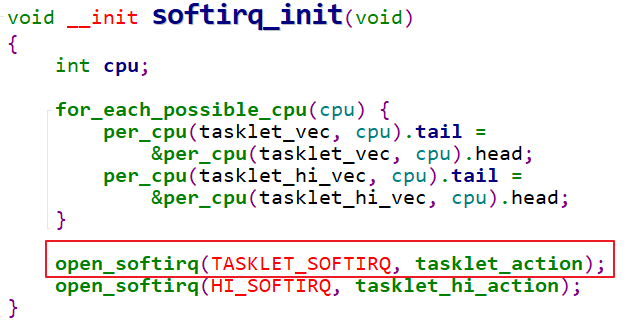 void __init softirq_init(void)
{
    int cpu;

    for_each_possible_cpu(cpu) {
        per_cpu(tasklet_vec, cpu).tail =
            &per_cpu(tasklet_vec, cpu).head;
        per_cpu(tasklet_hi_vec, cpu).tail =
            &per_cpu(tasklet_hi_vec, cpu).head;
    }

    open_softirq(TASKLET_SOFTIRQ, tasklet_action);
    open_softirq(HI_SOFTIRQ, tasklet_hi_action);
}